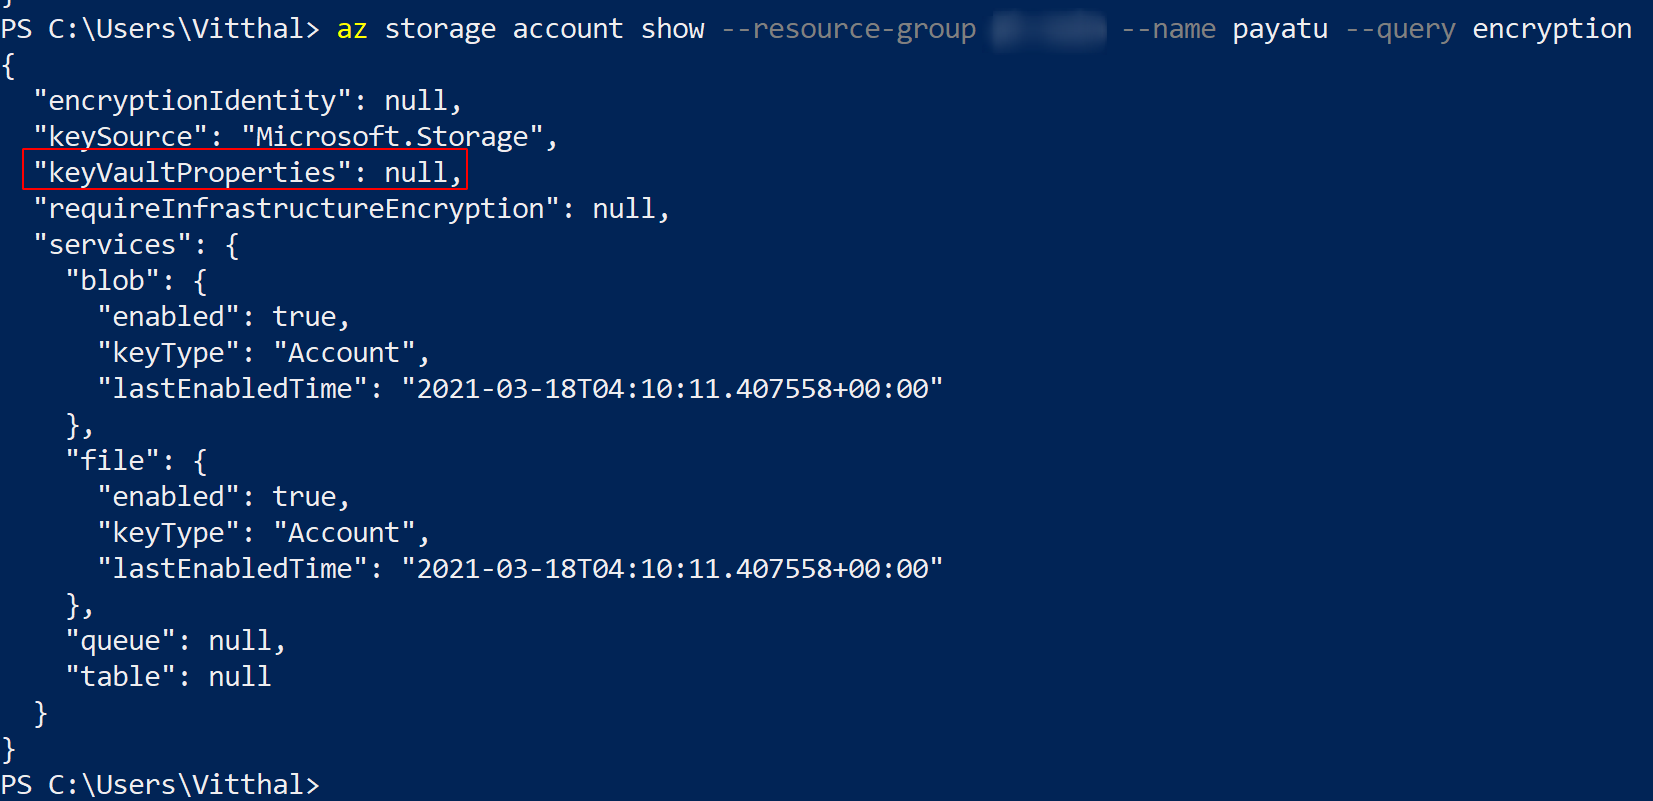 }
PS C:\Users\Vitthal> az storage account show --resource-group --name payatu --query encryption
{
  "encryptionIdentity": null,
  "keySource": "Microsoft.Storage",
  "keyVaultProperties": null,
  "requireInfrastructureEncryption": null,
  "services": {
    "blob": {
      "enabled": true,
      "keyType": "Account",
      "lastEnabledTime": "2021-03-18T04:10:11.407558+00:00"
    },
    "file": {
      "enabled": true,
      "keyType": "Account",
      "lastEnabledTime": "2021-03-18T04:10:11.407558+00:00"
    },
    "queue": null,
    "table": null
  }
}
PS C:\Users\Vitthal>